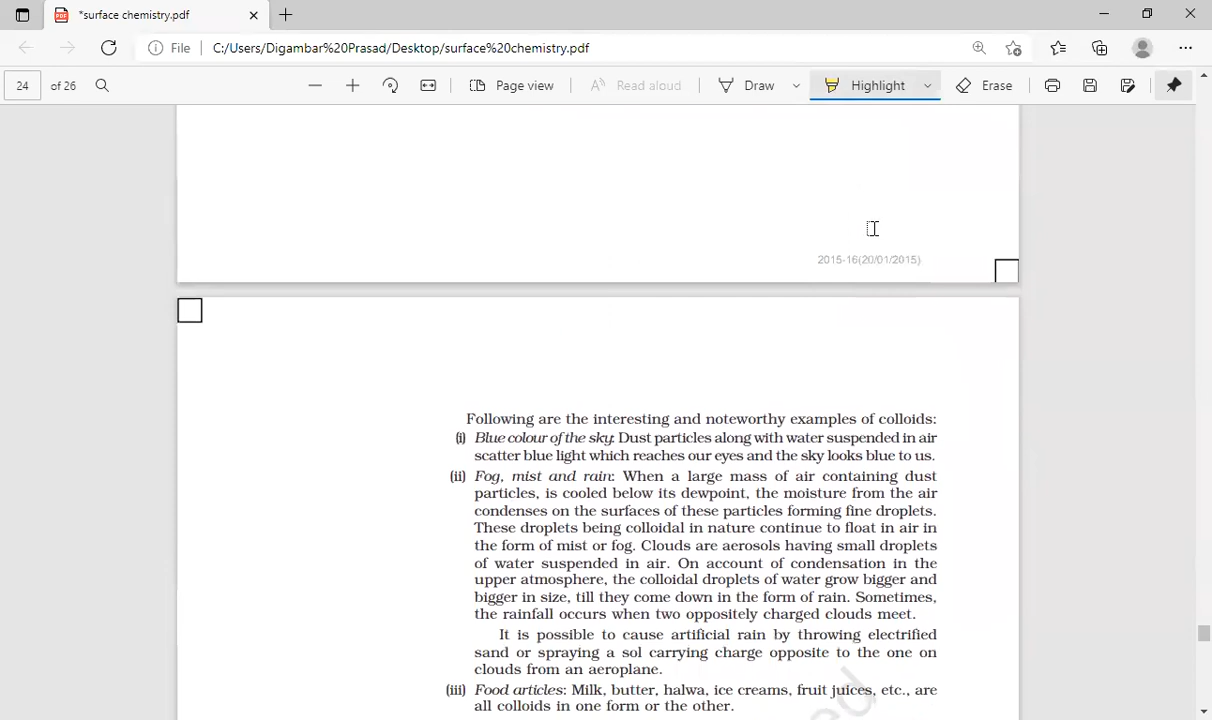 *surface chemistry.pdf
File C:/Users/Digambar%20Prasad/Desktop/surface%20chemistry.pdf
24 of 26 Page view Read aloud Draw Highlight Erase
2015-16(20/01/2015)
Following are the interesting and noteworthy examples of colloids:
(i) Blue colour of the sky: Dust particles along with water suspended in air
scatter blue light which reaches our eyes and the sky looks blue to us.
(ii) Fog, mist and rain: When a large mass of air containing dust
particles, is cooled below its dewpoint, the moisture from the air
condenses on the surfaces of these particles forming fine droplets.
These droplets being colloidal in nature continue to float in air in
the form of mist or fog. Clouds are aerosols having small droplets
of water suspended in air. On account of condensation in the
upper atmosphere, the colloidal droplets of water grow bigger and
bigger in size, till they come down in the form of rain. Sometimes,
the rainfall occurs when two oppositely charged clouds meet.
It is possible to cause artificial rain by throwing electrified
sand or spraying a sol carrying charge opposite to the one on
clouds from an aeroplane.
(iii) Food articles: Milk, butter, halwa, ice creams, fruit juices, etc., are
all colloids in one form or the other.